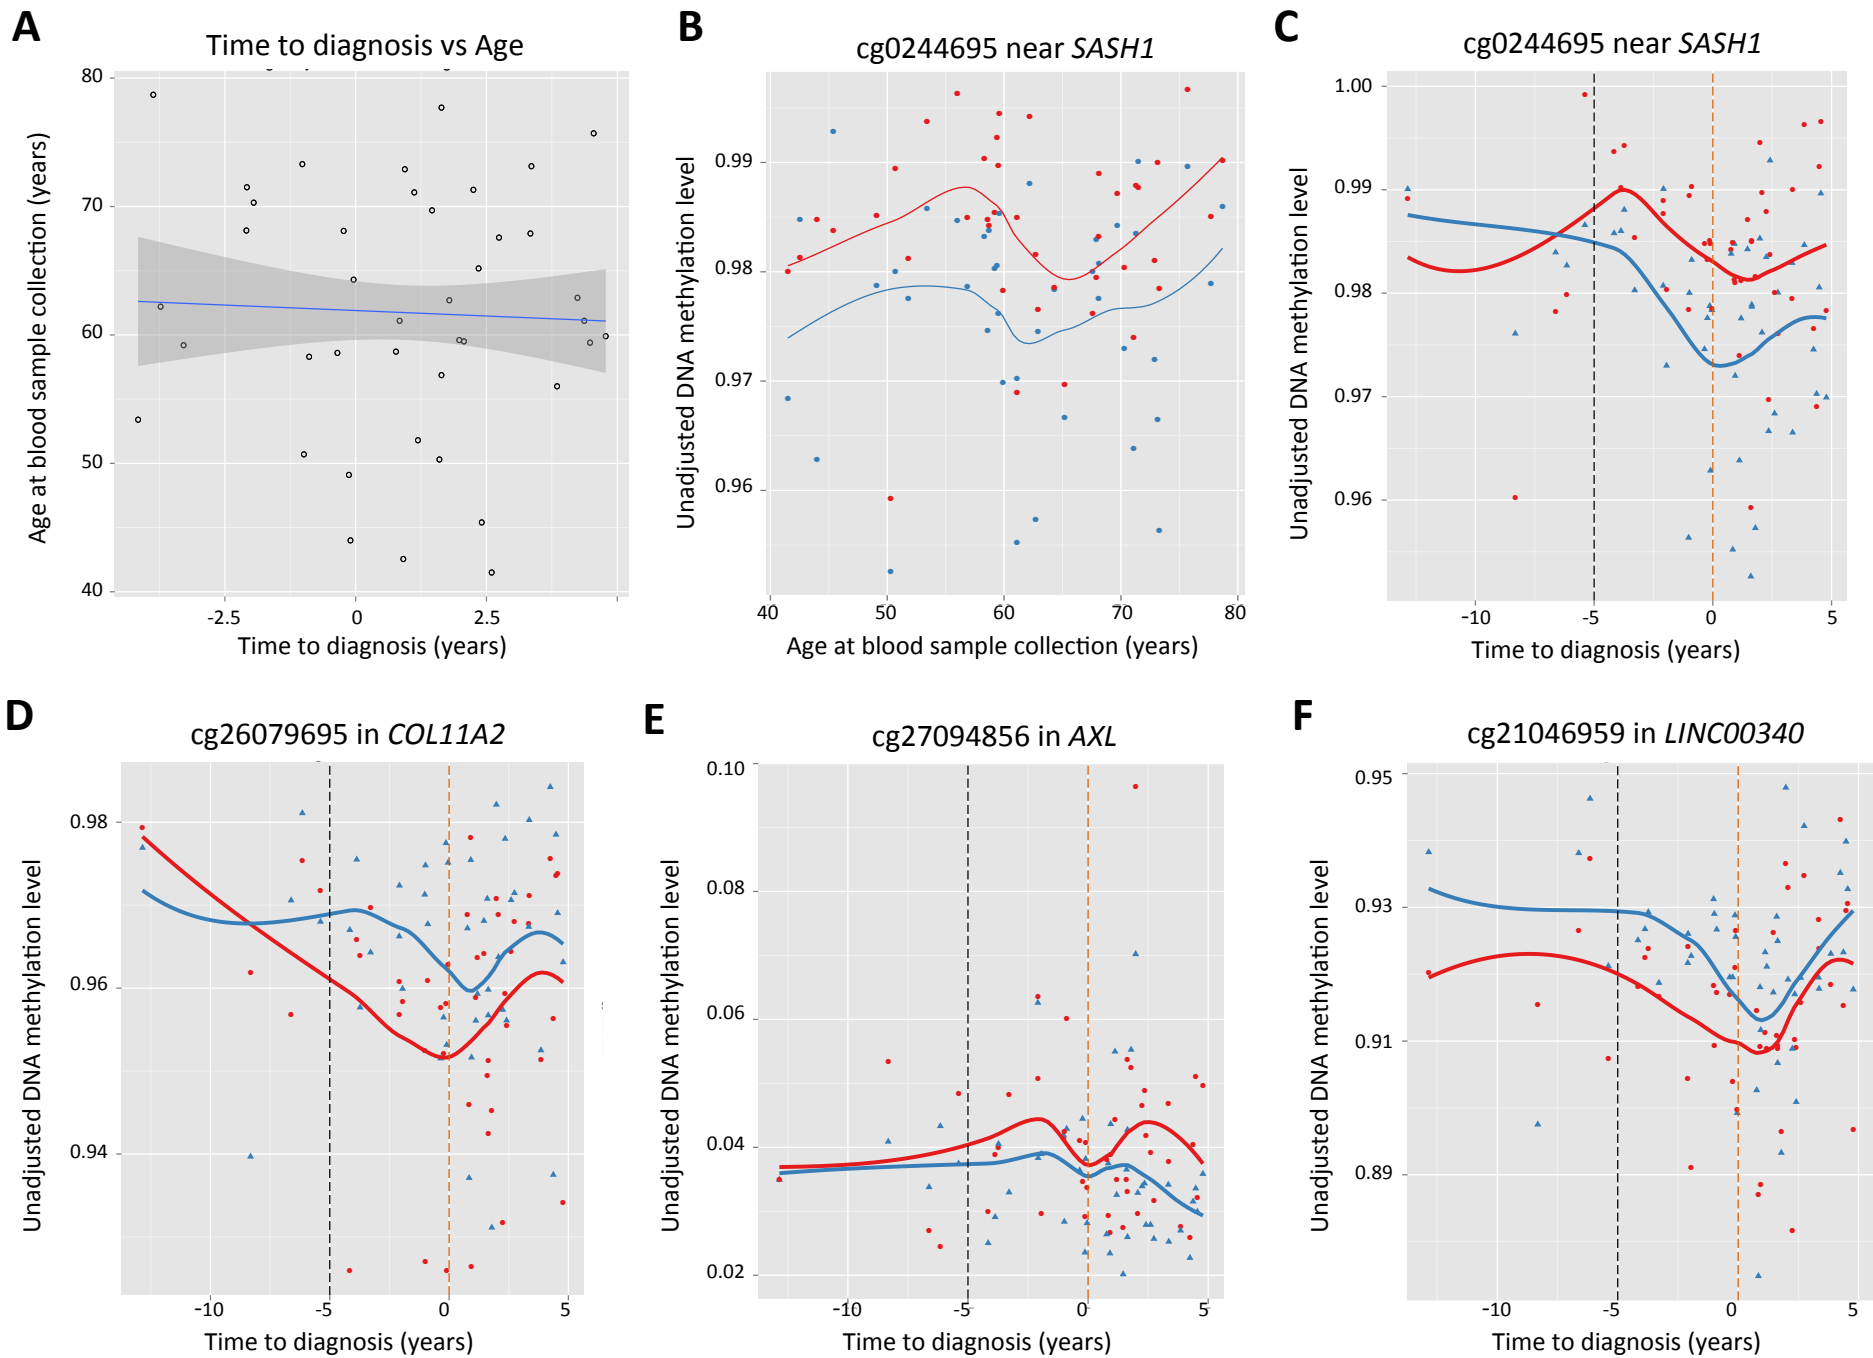 A
Time to diagnosis vs Age
Age at blood sample collection (years)
80
70
60
50
40
-2.5
0
2.5
Time to diagnosis (years)
B
cg0244695 near SASH1
Unadjusted DNA methylation level
0.99
0.98
0.97
0.96
40
50
60
70
80
Age at blood sample collection (years)
C
cg0244695 near SASH1
Unadjusted DNA methylation level
1.00
0.99
0.98
0.97
0.96
-10
-5
0
5
Time to diagnosis (years)
D
cg26079695 in COL11A2
Unadjusted DNA methylation level
0.98
0.96
0.94
-10
-5
0
5
Time to diagnosis (years)
E
cg27094856 in AXL
Unadjusted DNA methylation level
0.10
0.08
0.06
0.04
0.02
-10
-5
0
5
Time to diagnosis (years)
F
cg21046959 in LINC00340
Unadjusted DNA methylation level
0.95
0.93
0.91
0.89
-10
-5
0
5
Time to diagnosis (years)